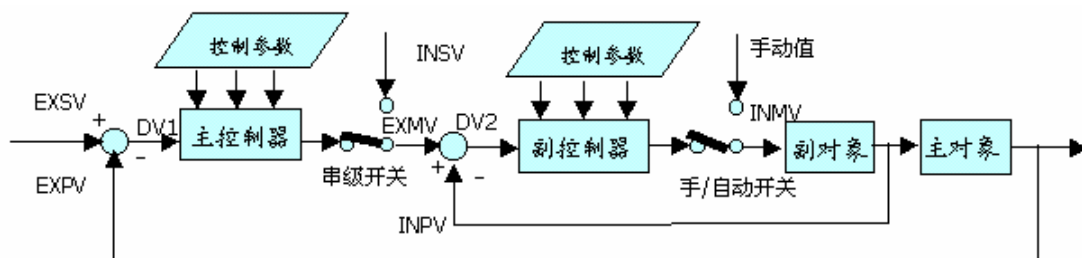 控制参数
控制参数
INSV
手动值
EXSV
+
DV1
-
主控制器
EXMV
DV2
INMV
副控制器
副对象
主对象
EXPV
串级开关
+
-
手/自动开关
INPV